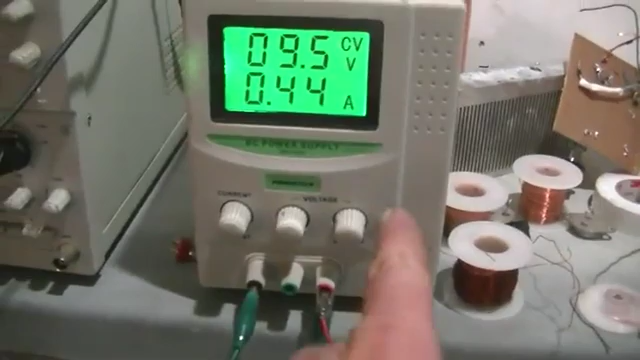 09.5 CV
V
0.44 A
DC POWER SUPPLY
CURRENT
VOLTAGE